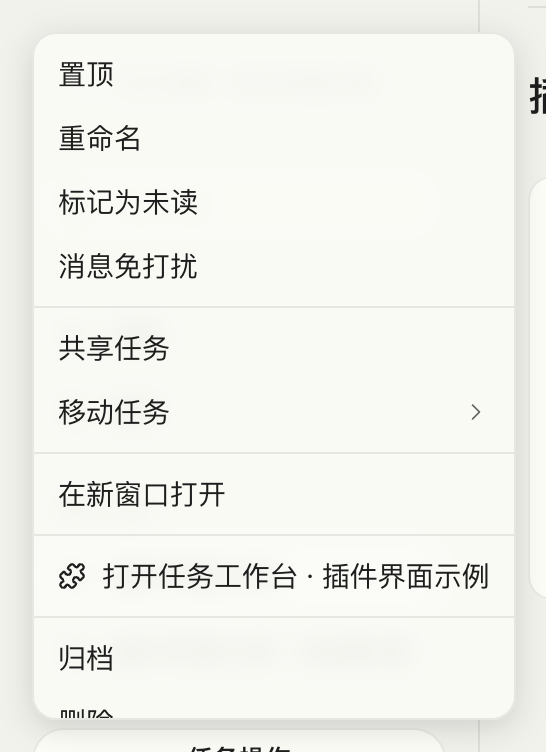 置顶
重命名
标记为未读
消息免打扰
共享任务
移动任务
在新窗口打开
打开任务工作台 · 插件界面示例
归档
删除